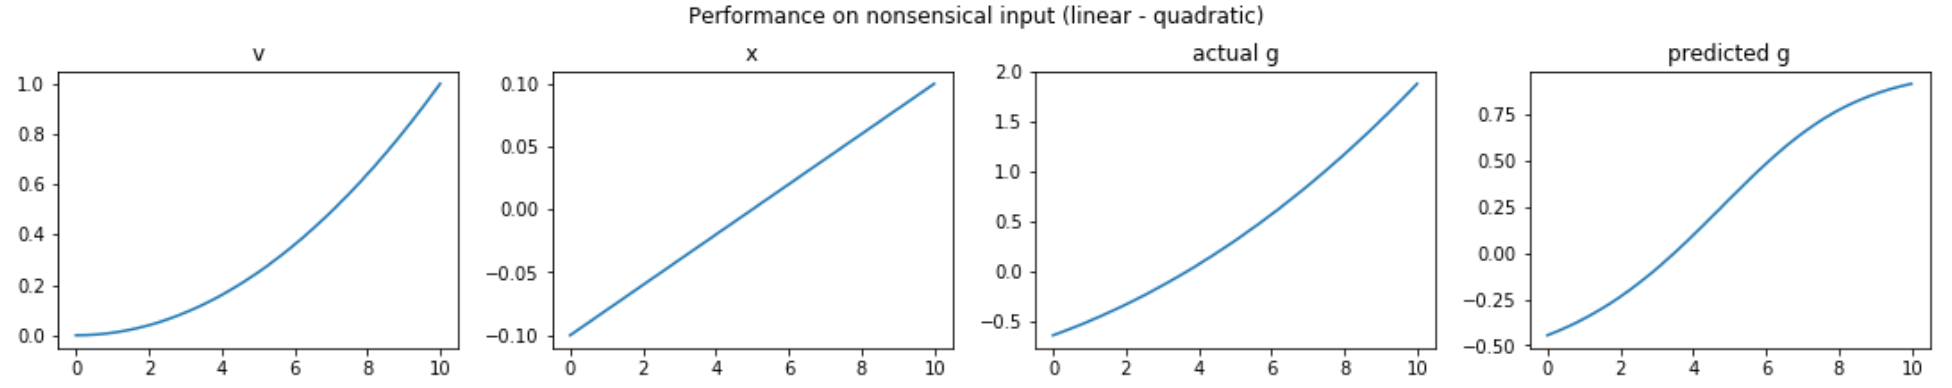 Performance on nonsensical input (linear - quadratic)
v
1.0
0.8
0.6
0.4
0.2
0.0
0 2 4 6 8 10
x
0.10
0.05
0.00
−0.05
−0.10
0 2 4 6 8 10
actual g
2.0
1.5
1.0
0.5
0.0
−0.5
0 2 4 6 8 10
predicted g
0.75
0.50
0.25
0.00
−0.25
−0.50
0 2 4 6 8 10